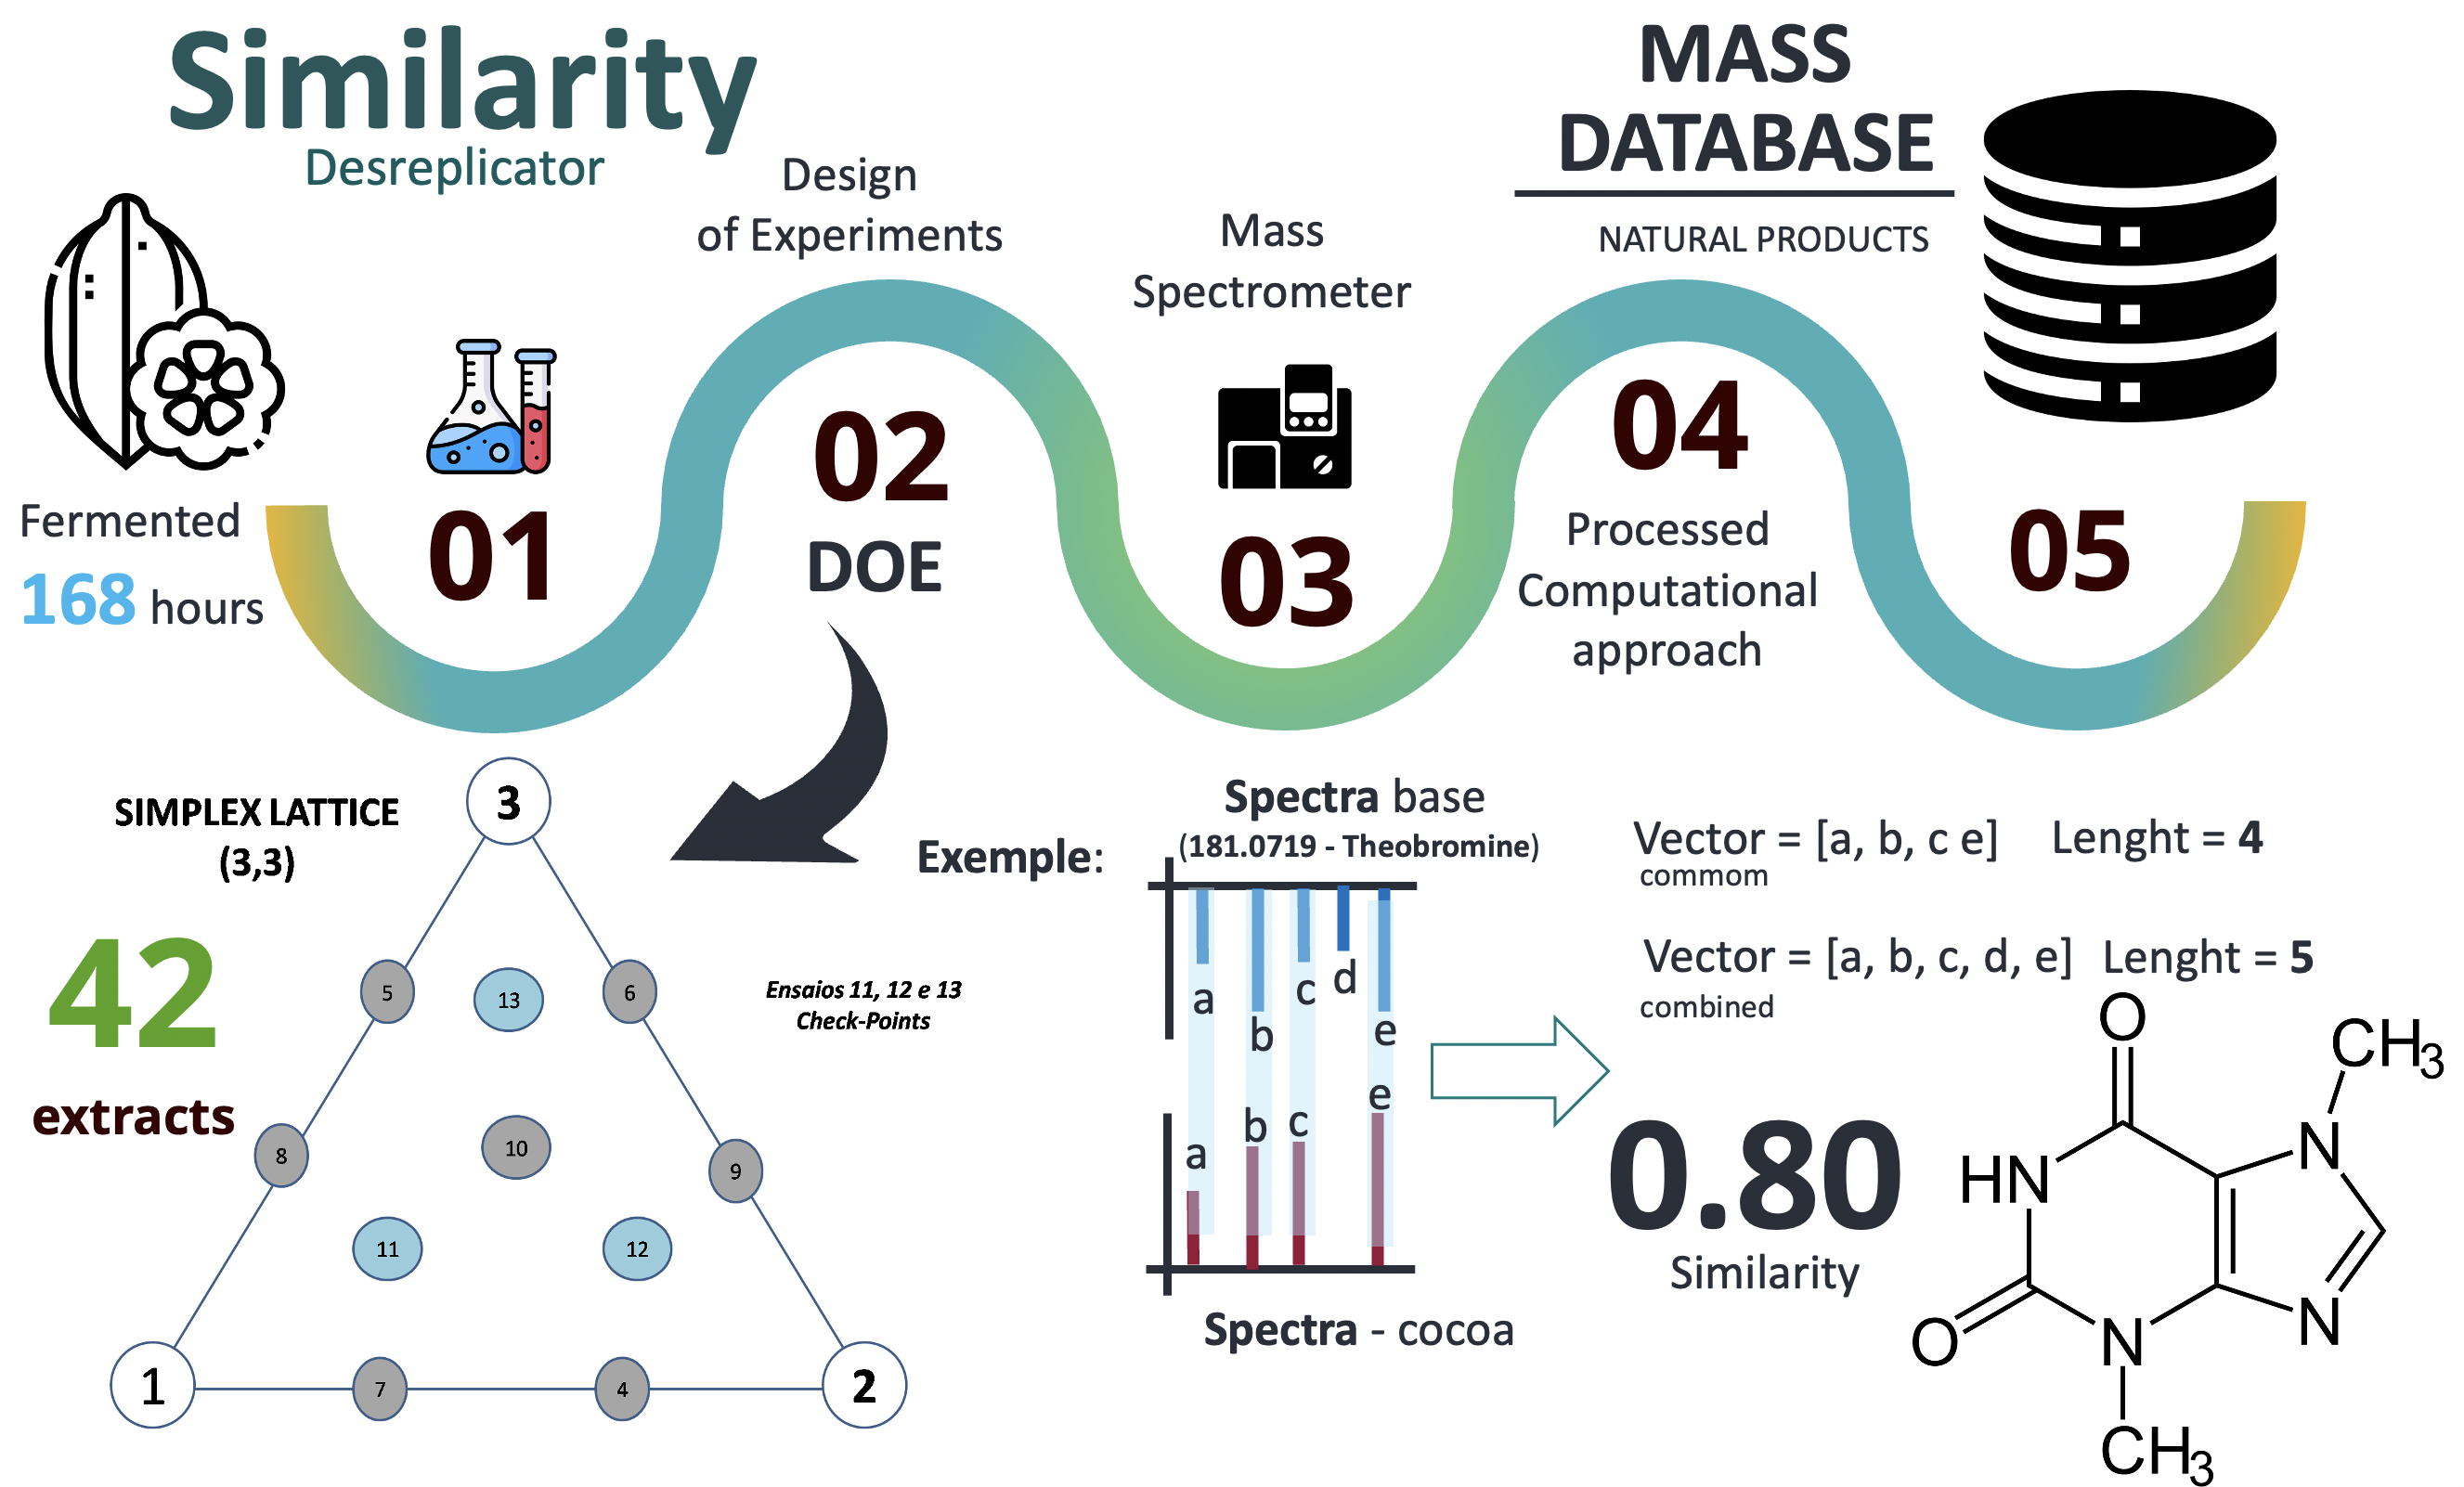 Similarity
Desreplicator
MASS
DATABASE
NATURAL PRODUCTS
Design
of Experiments
Mass
Spectrometer
Fermented
168 hours
01
02
DOE
03
04
Processed
Computational
approach
05
SIMPLEX LATTICE
(3,3)
42
extracts
3
5
13
6
8
10
9
11
12
1
7
4
2
Ensaios 11, 12 e 13
Check-Points
Exemple:
Spectra base
(181.0719 - Theobromine)
a
b
c
d
e
a
b
c
e
Spectra - cocoa
Vector = [a, b, c e] Lenght = 4
commom
Vector = [a, b, c, d, e] Lenght = 5
combined
0.80
Similarity
O
CH3
N
HN
N
O
N
CH3